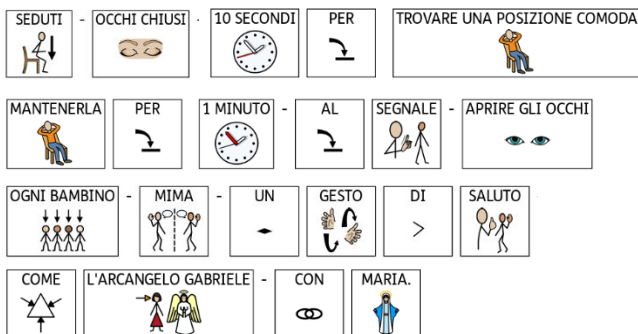 SEDUTI - OCCHI CHIUSI - 10 SECONDI PER TROVARE UNA POSIZIONE COMODA
MANTENERLA PER 1 MINUTO - AL SEGNALE - APRIRE GLI OCCHI
OGNI BAMBINO - MIMA - UN GESTO DI SALUTO
COME L'ARCANGELO GABRIELE - CON MARIA.